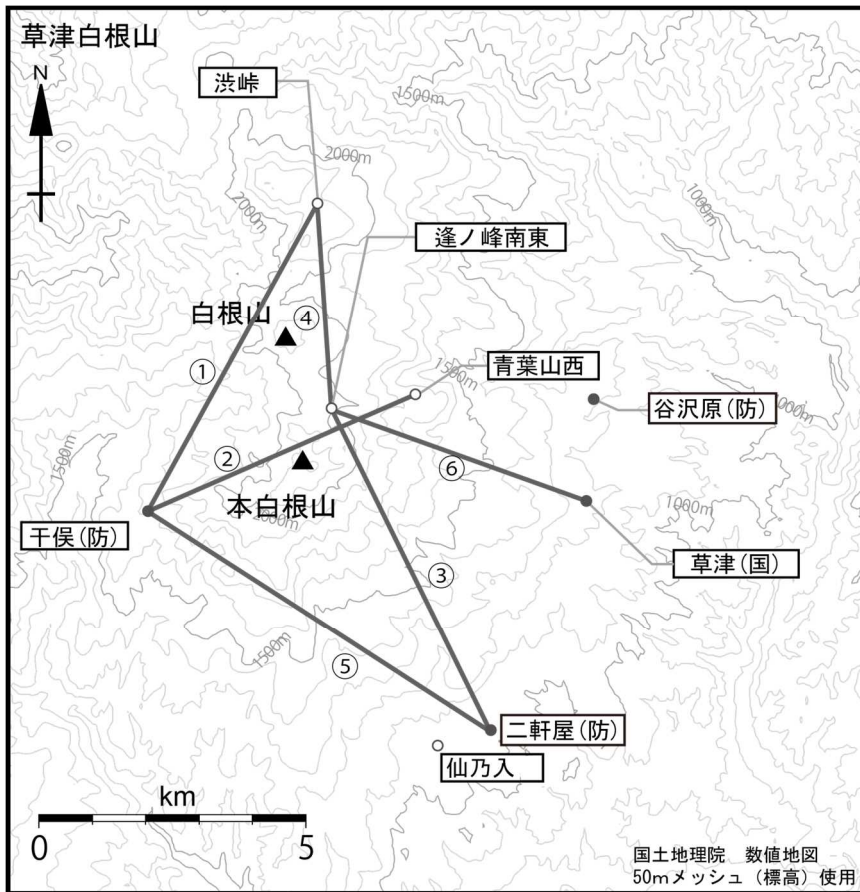 草津白根山
N
渋峠
1500m
2000m
2000m
1000m
逢ノ峰南東
白根山
④
青葉山西
1500m
①
谷沢原(防)
1000m
②
⑥
1500m
本白根山
2000m
1000m
干俣(防)
草津(国)
③
1500m
⑤
二軒屋(防)
仙乃入
km
0 5
国土地理院 数値地図
50mメッシュ(標高)使用